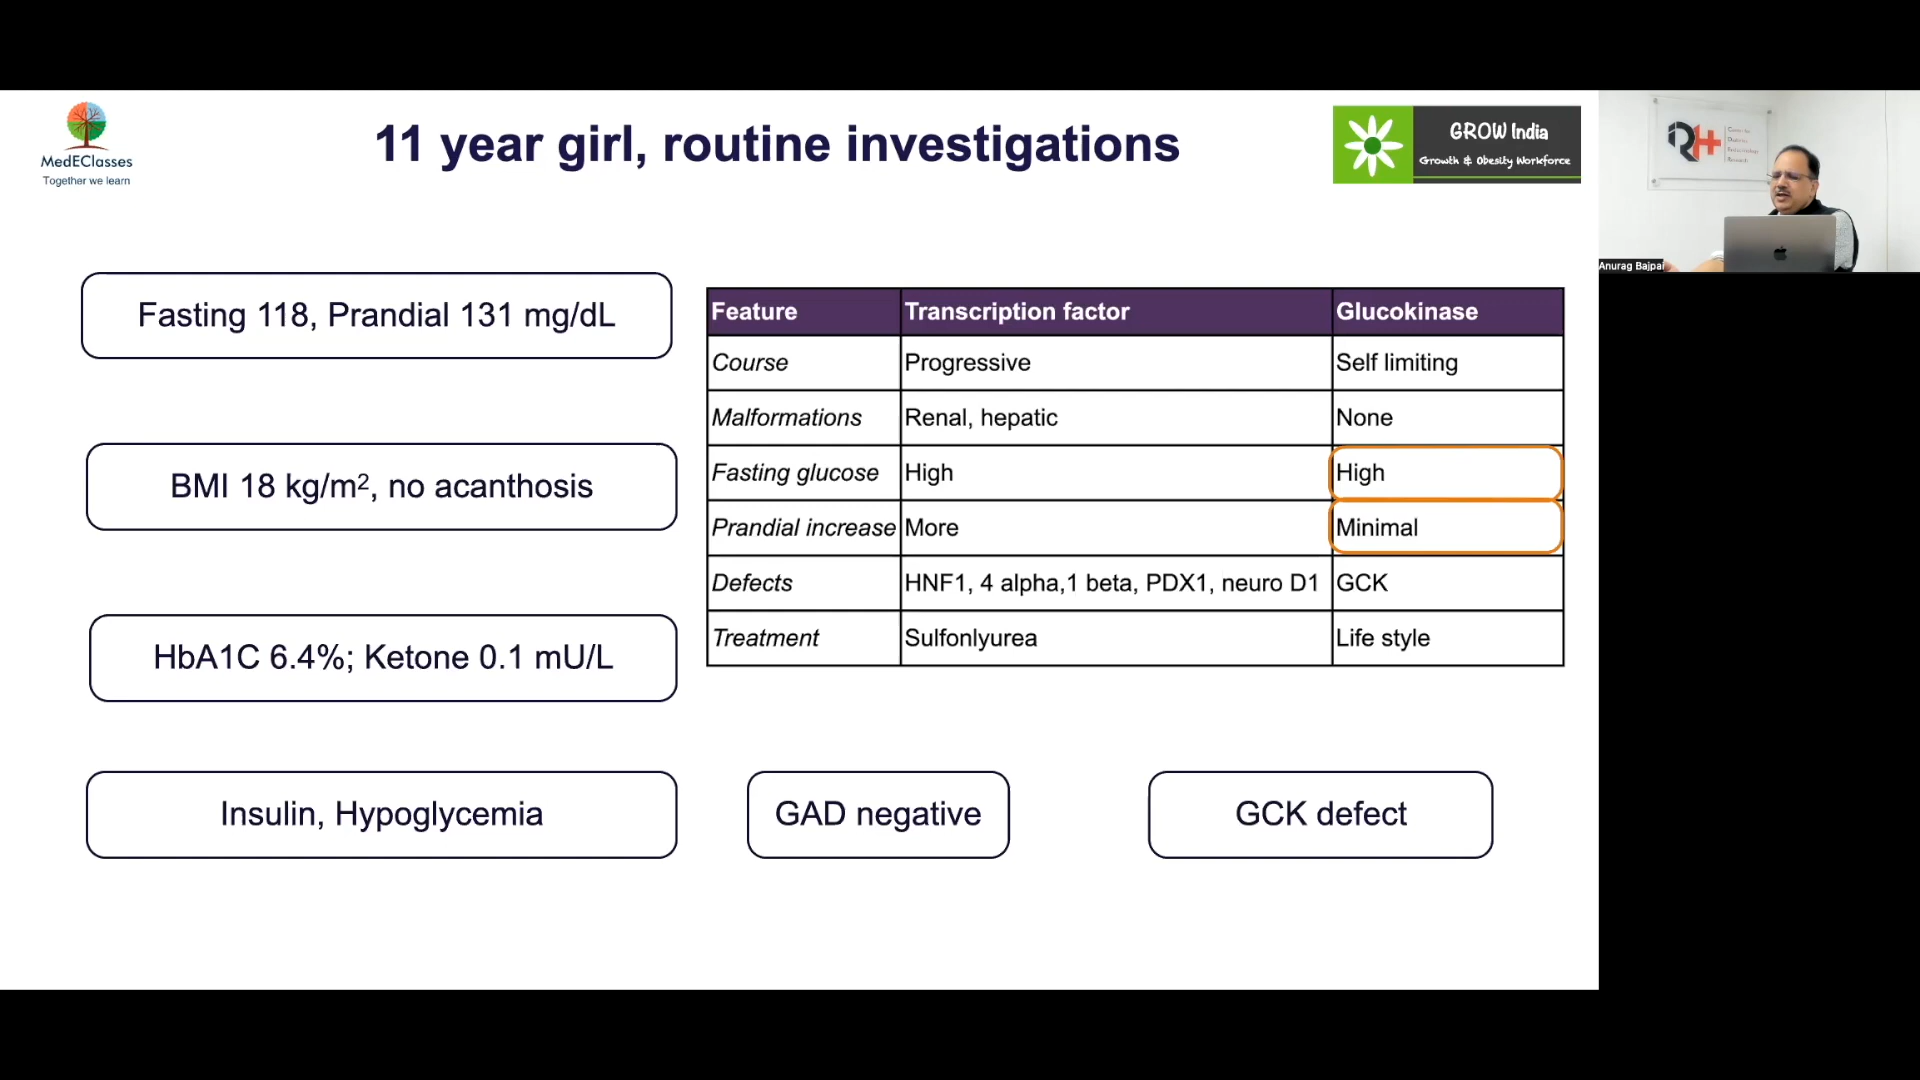 MedEClasses
Together we learn
11 year girl, routine investigations
GROW India
Growth & Obesity Workforce
RH
Anurag Bajpai
Fasting 118, Prandial 131 mg/dL
BMI 18 kg/m², no acanthosis
HbA1C 6.4%; Ketone 0.1 mU/L
Insulin, Hypoglycemia
Feature Transcription factor Glucokinase
Course Progressive Self limiting
Malformations Renal, hepatic None
Fasting glucose High High
Prandial increase More Minimal
Defects HNF1, 4 alpha,1 beta, PDX1, neuro D1 GCK
Treatment Sulfonlyurea Life style
GAD negative
GCK defect